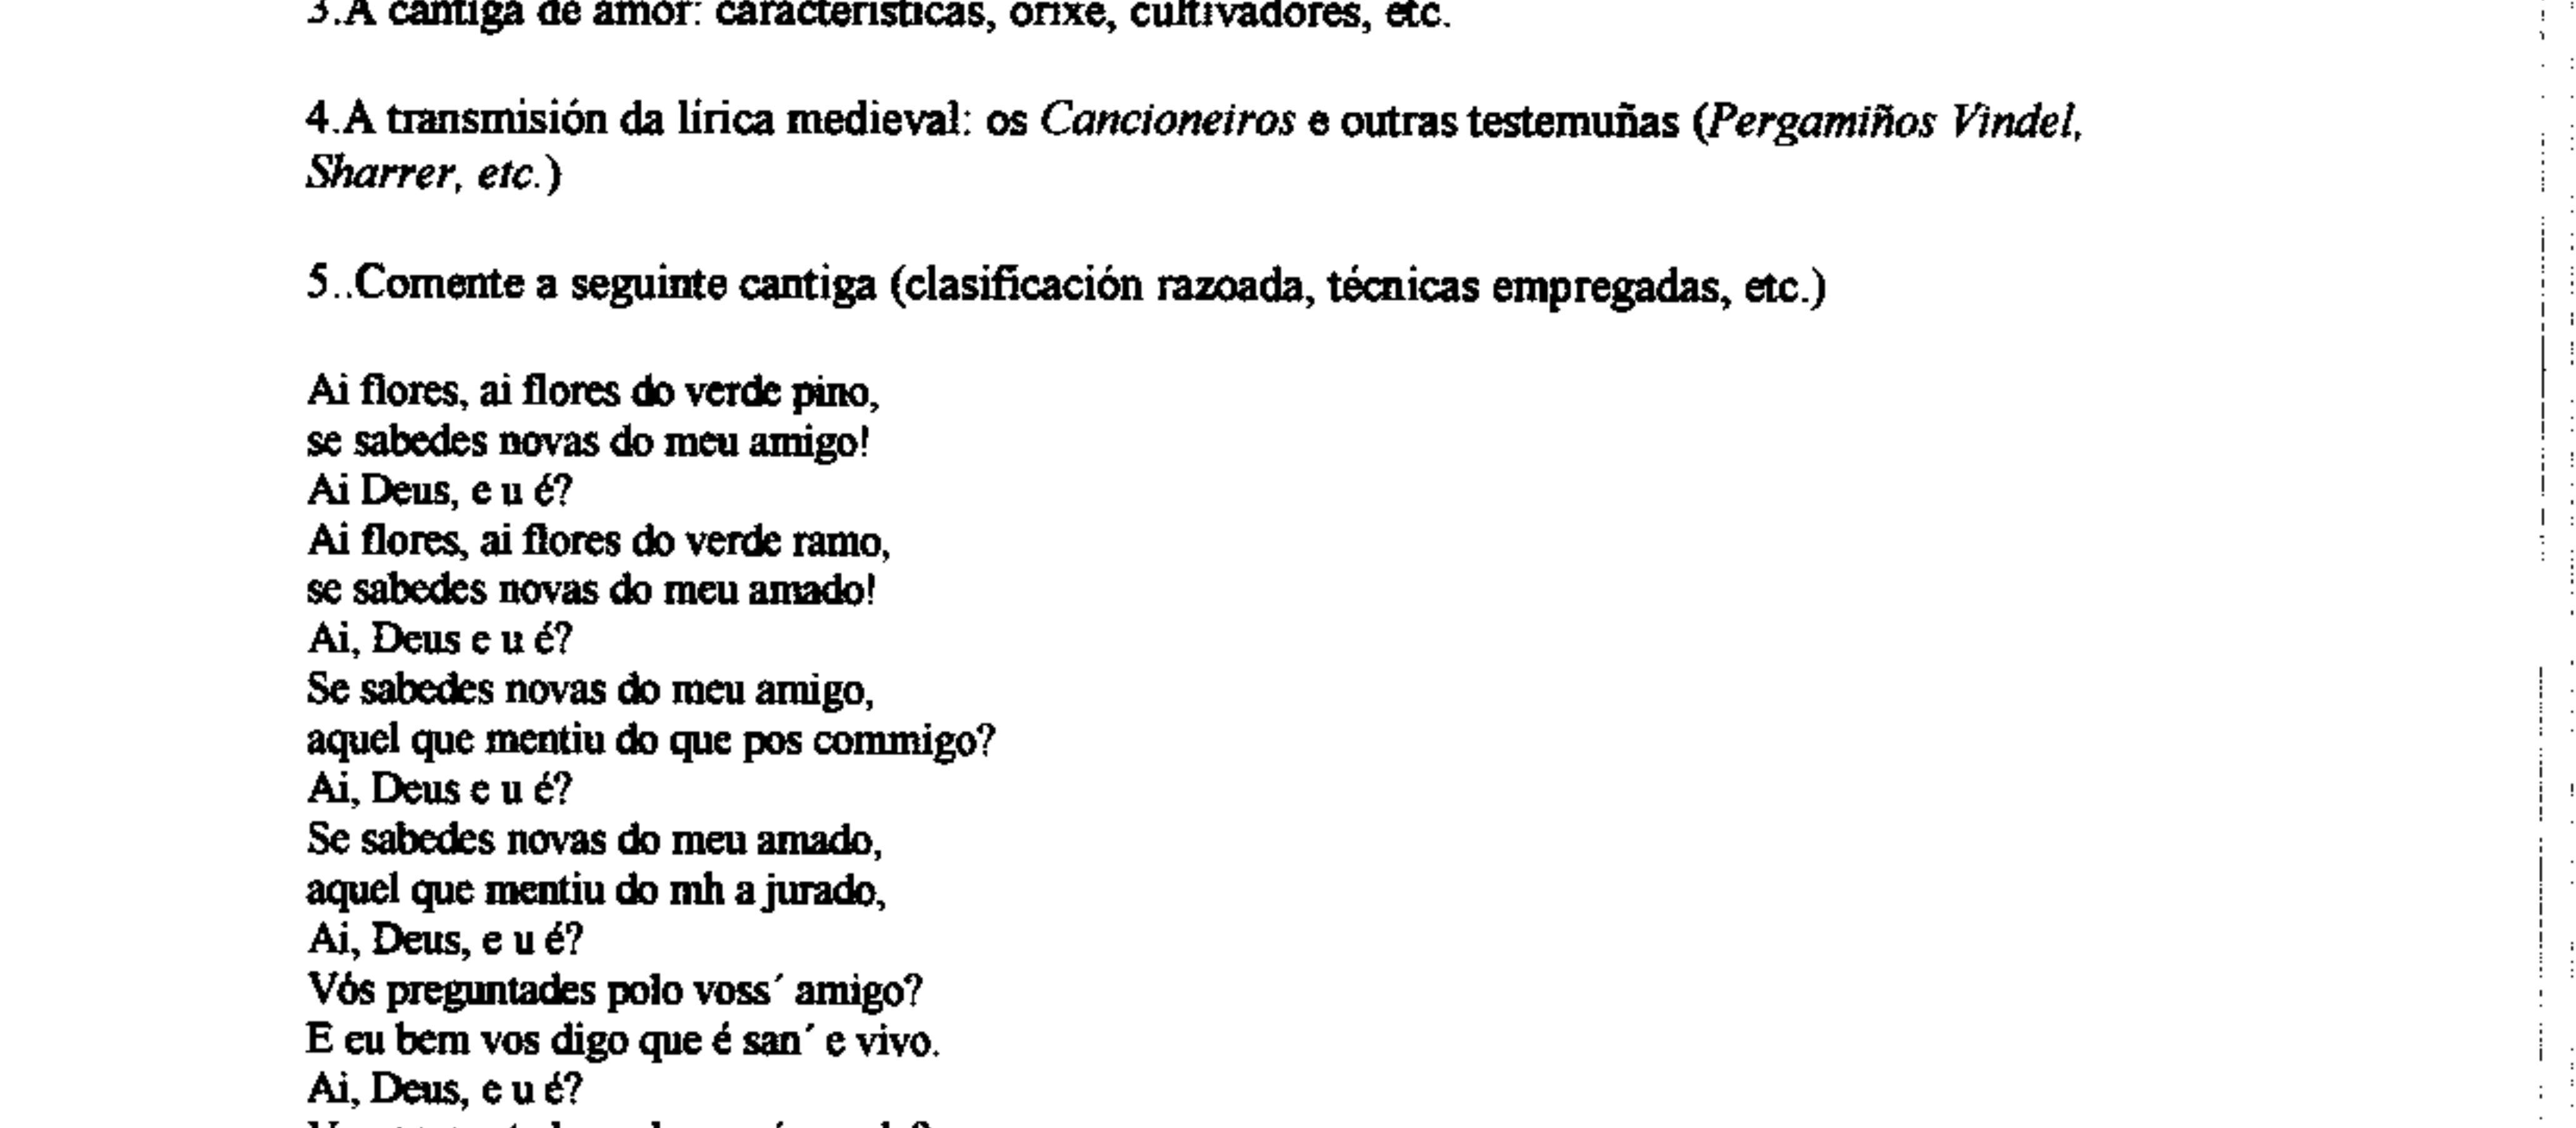 3.A cantiga de amor: características, orixe, cultivadores, etc.
4.A transmisión da lírica medieval: os Cancioneiros e outras testemuñas (Pergamiños Vindel,
Sharrer, etc.)
5..Comente a seguinte cantiga (clasificación razoada, técnicas empregadas, etc.)
Ai flores, ai flores do verde pino,
se sabedes novas do meu amigo!
Ai Deus, e u é?
Ai flores, ai flores do verde ramo,
se sabedes novas do meu amado!
Ai, Deus e u é?
Se sabedes novas do meu amigo,
aquel que mentiu do que pos commigo?
Ai, Deus e u é?
Se sabedes novas do meu amado,
aquel que mentiu do mh a jurado,
Ai, Deus, e u é?
Vós preguntades polo voss´ amigo?
E eu bem vos digo que é san´ e vivo.
Ai, Deus, e u é?